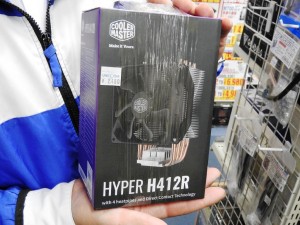 COOLER
MASTER
Make It Yours.
HYPER H412R
with 4 heatpipes and Direct Contact Technology